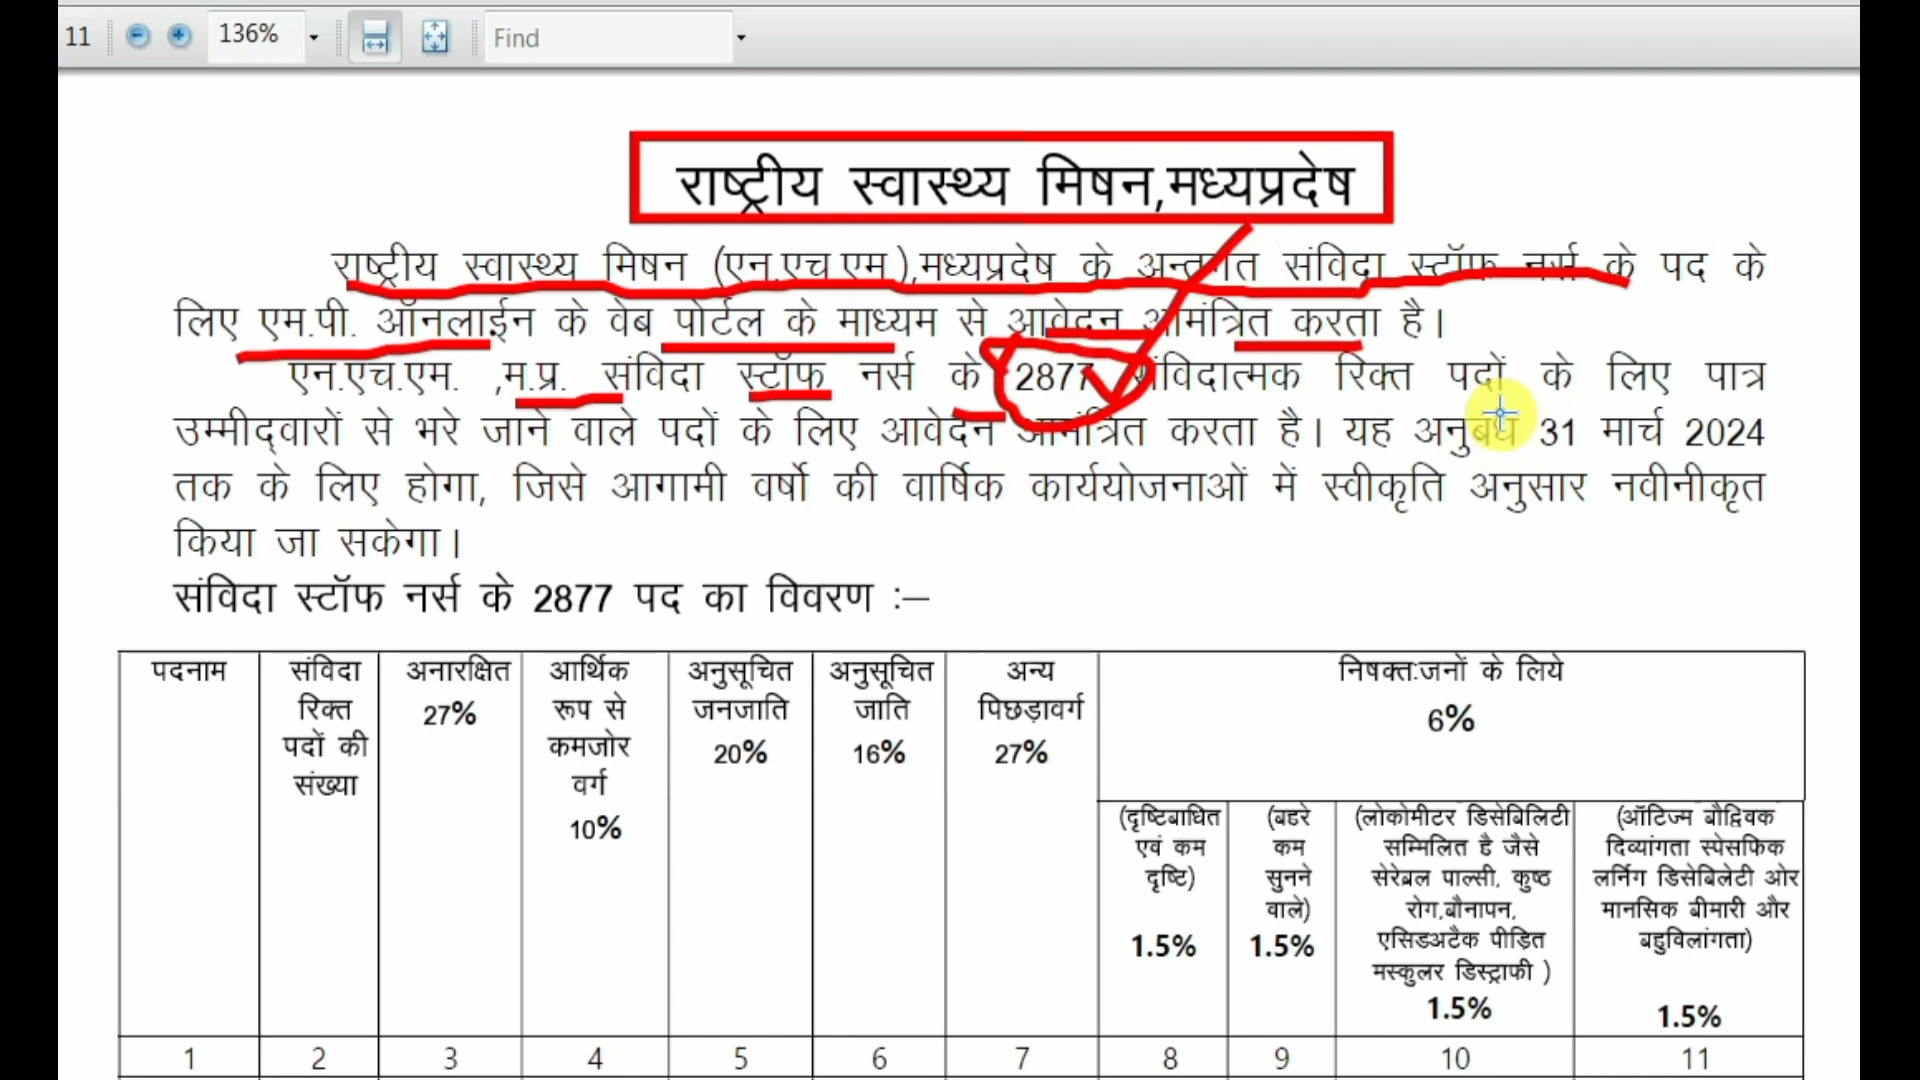 11 136% Find
राष्ट्रीय स्वास्थ्य मिषन,मध्यप्रदेष
राष्ट्रीय स्वास्थ्य मिषन (एन.एच.एम.),मध्यप्रदेष के अन्तर्गत संविदा स्टॉफ नर्स के पद के
लिए एम.पी. ऑनलाईन के वेब पोर्टल के माध्यम से आवेदन आमंत्रित करता है।
एन.एच.एम. ,म.प्र. संविदा स्टॉफ नर्स के 2877 संविदात्मक रिक्त पदों के लिए पात्र
उम्मीद्वारों से भरे जाने वाले पदों के लिए आवेदन आमंत्रित करता है। यह अनुबंध 31 मार्च 2024
तक के लिए होगा, जिसे आगामी वर्षो की वार्षिक कार्ययोजनाओं में स्वीकृति अनुसार नवीनीकृत
किया जा सकेगा।
संविदा स्टॉफ नर्स के 2877 पद का विवरण :–
पदनाम
संविदा
रिक्त
पदों की
संख्या
अनारक्षित
27%
आर्थिक
रूप से
कमजोर
वर्ग
10%
अनुसूचित
जनजाति
20%
अनुसूचित
जाति
16%
अन्य
पिछड़ावर्ग
27%
निषक्तःजनों के लिये
6%
(दृष्टिबाधित
एवं कम
दृष्टि)
1.5%
(बहरे
कम
सुनने
वाले)
1.5%
(लोकोमीटर डिसेबिलिटी
सम्मिलित है जैसे
सेरेब्रल पाल्सी, कुष्ठ
रोग,बौनापन,
एसिडअटैक पीड़ित
मस्कुलर डिस्ट्राफी )
1.5%
(ऑटिज्म बौद्विवक
दिव्यांगता स्पेसफिक
लर्निग डिसेबिलेटी ओर
मानसिक बीमारी और
बहुविलांगता)
1.5%
1 2 3 4 5 6 7 8 9 10 11